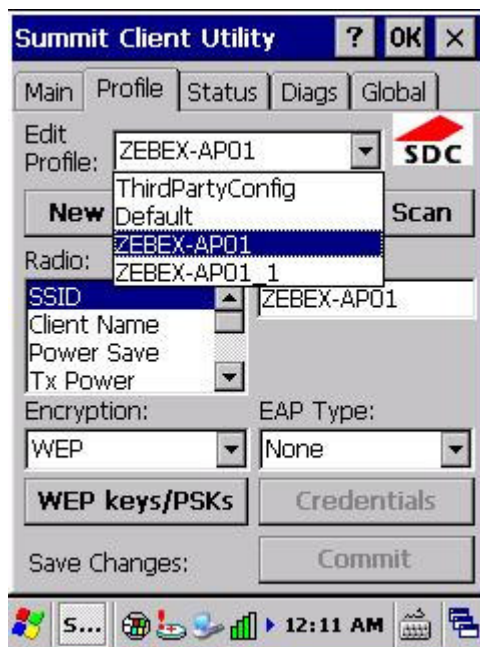 Summit Client Utility ? OK ×
Main Profile Status Diags Global
Edit Profile: ZEBEX-AP01 SDC
ThirdPartyConfig
Default
ZEBEX-AP01
ZEBEX-AP01_1
New Scan
Radio:
SSID ZEBEX-AP01
Client Name
Power Save
Tx Power
Encryption: EAP Type:
WEP None
WEP keys/PSKs Credentials
Save Changes: Commit
S... 12:11 AM